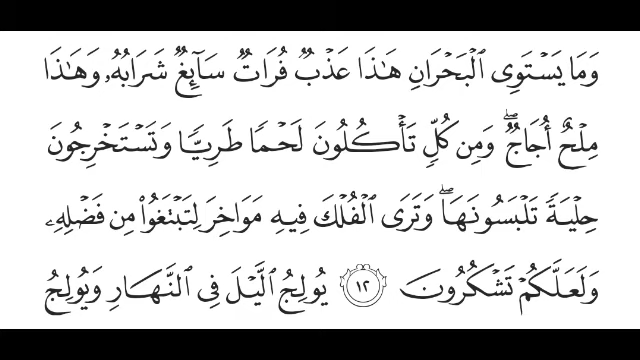 وَمَا يَسْتَوِى ٱلْبَحْرَانِ هَٰذَا عَذْبٌ فُرَاتٌ سَآئِغٌ شَرَابُهُۥ وَهَٰذَا
مِلْحٌ أُجَاجٌ ۖ وَمِن كُلٍّ تَأْكُلُونَ لَحْمًا طَرِيًّا وَتَسْتَخْرِجُونَ
حِلْيَةً تَلْبَسُونَهَا ۖ وَتَرَى ٱلْفُلْكَ فِيهِ مَوَاخِرَ لِتَبْتَغُوا۟ مِن فَضْلِهِۦ
وَلَعَلَّكُمْ تَشْكُرُونَ ١٢ يُولِجُ ٱلَّيْلَ فِى ٱلنَّهَارِ وَيُولِجُ